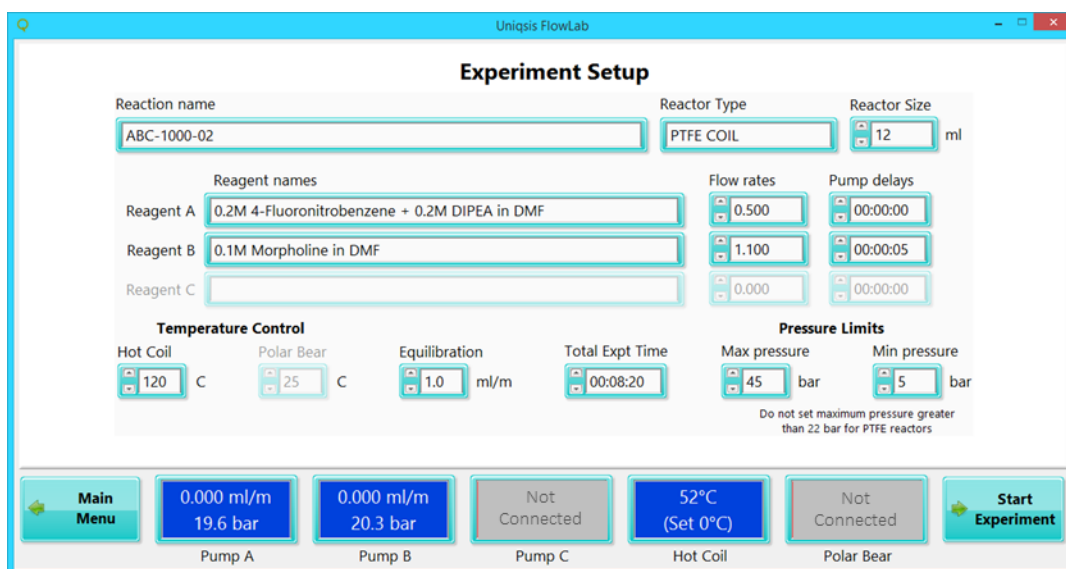 Uniqsis FlowLab
Experiment Setup
Reaction name Reactor Type Reactor Size
ABC-1000-02 PTFE COIL 12 ml
Reagent names Flow rates Pump delays
Reagent A 0.2M 4-Fluoronitrobenzene + 0.2M DIPEA in DMF 0.500 00:00:00
Reagent B 0.1M Morpholine in DMF 1.100 00:00:05
Reagent C 0.000 00:00:00
Temperature Control Pressure Limits
Hot Coil Polar Bear Equilibration Total Expt Time Max pressure Min pressure
120 C 25 C 1.0 ml/m 00:08:20 45 bar 5 bar
Do not set maximum pressure greater
than 22 bar for PTFE reactors
Main Menu
0.000 ml/m
19.6 bar
Pump A
0.000 ml/m
20.3 bar
Pump B
Not
Connected
Pump C
52°C
(Set 0°C)
Hot Coil
Not
Connected
Polar Bear
Start
Experiment